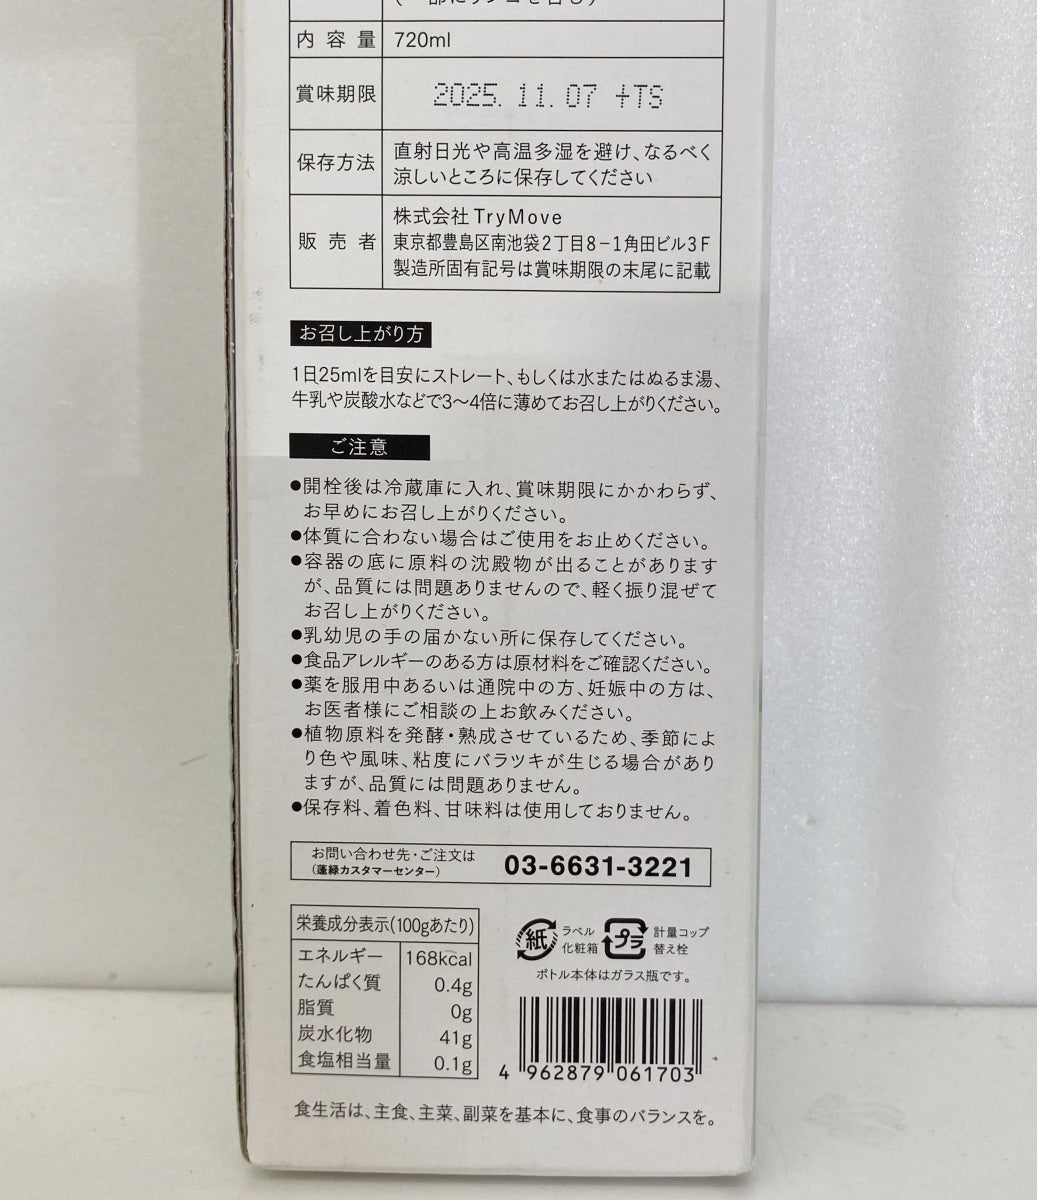 (一部にリンゴを含む)
内容量 720ml
賞味期限 2025.11.07 +TS
保存方法 直射日光や高温多湿を避け、なるべく
涼しいところに保存してください
販売者 株式会社TryMove
東京都豊島区南池袋2丁目8-1角田ビル3F
製造所固有記号は賞味期限の末尾に記載
お召し上がり方
1日25mlを目安にストレート、もしくは水またはぬるま湯、
牛乳や炭酸水などで3〜4倍に薄めてお召し上がりください。
ご注意
●開栓後は冷蔵庫に入れ、賞味期限にかかわらず、
お早めにお召し上がりください。
●体質に合わない場合はご使用をお止めください。
●容器の底に原料の沈殿物が出ることがあります
が、品質には問題ありませんので、軽く振り混ぜて
お召し上がりください。
●乳幼児の手の届かない所に保存してください。
●食品アレルギーのある方は原材料をご確認ください。
●薬を服用中あるいは通院中の方、妊娠中の方は、
お医者様にご相談の上お飲みください。
●植物原料を発酵・熟成させているため、季節によ
り色や風味、粘度にバラツキが生じる場合があり
ますが、品質には問題ありません。
●保存料、着色料、甘味料は使用しておりません。
お問い合わせ先・ご注文は
(蓬緑カスタマーセンター)
03-6631-3221
栄養成分表示(100gあたり)
エネルギー 168kcal
たんぱく質 0.4g
脂質 0g
炭水化物 41g
食塩相当量 0.1g
紙 ラベル
化粧箱
プラ 計量コップ
替え栓
ボトル本体はガラス瓶です。
4 962879 061703
食生活は、主食、主菜、副菜を基本に、食事のバランスを。